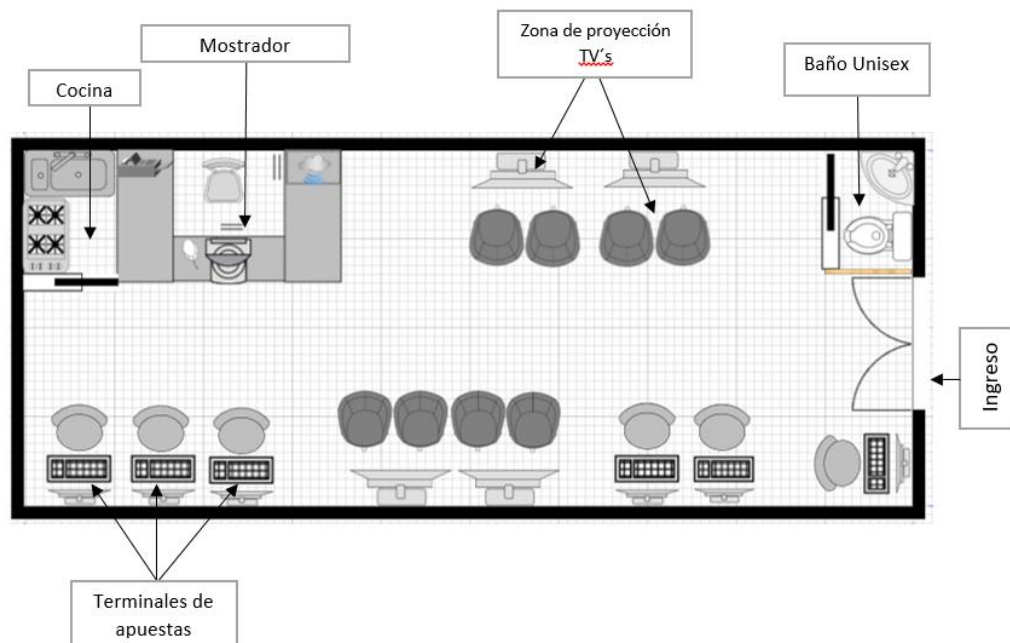 Mostrador
Zona de proyección
TV´s
Baño Unisex
Cocina
Ingreso
Terminales de
apuestas